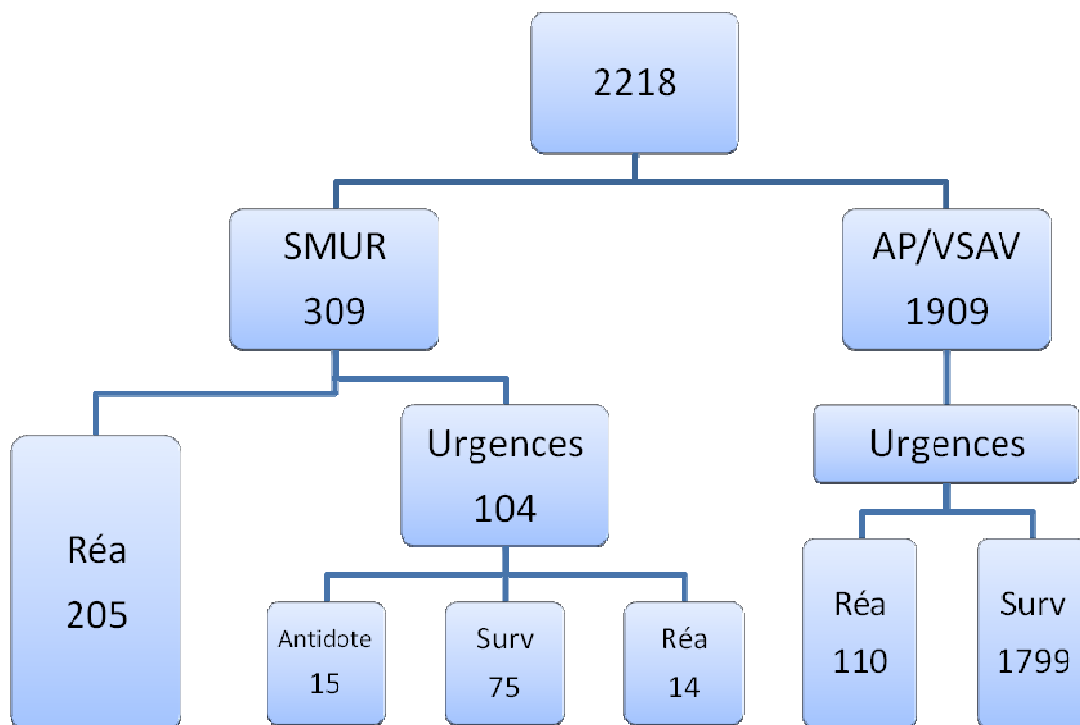 2218
SMUR
309
AP/VSAV
1909
Urgences
104
Urgences
Réa
205
Antidote
15
Surv
75
Réa
14
Réa
110
Surv
1799